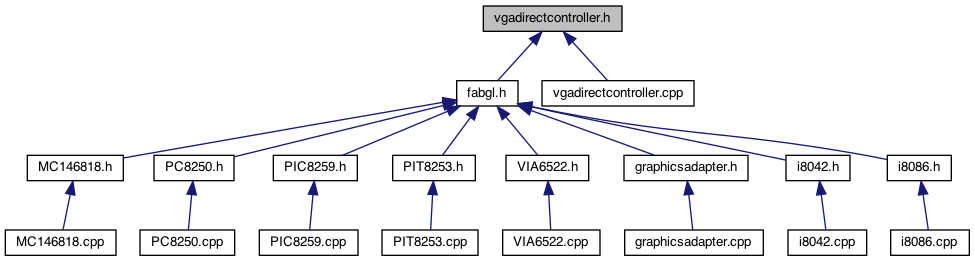 vgadirectcontroller.h
fabgl.h
vgadirectcontroller.cpp
MC146818.h
PC8250.h
PIC8259.h
PIT8253.h
VIA6522.h
graphicsadapter.h
i8042.h
i8086.h
MC146818.cpp
PC8250.cpp
PIC8259.cpp
PIT8253.cpp
VIA6522.cpp
graphicsadapter.cpp
i8042.cpp
i8086.cpp